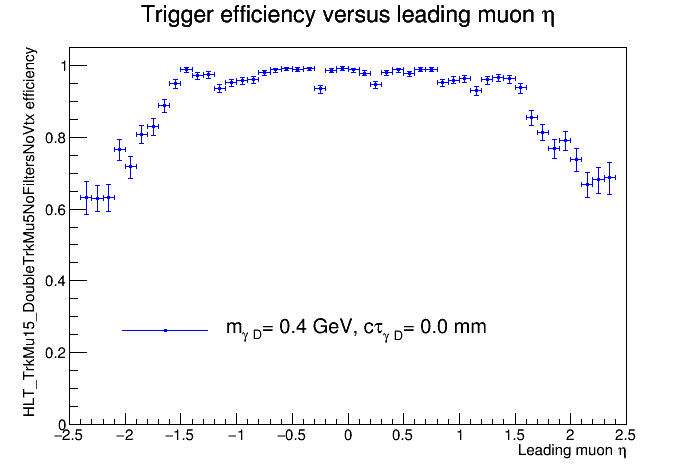 Trigger efficiency versus leading muon η
HLT_TrkMu15_DoubleTrkMu5NoFiltersNoVtx efficiency
1
0.8
0.6
0.4
0.2
0
m_γ D= 0.4 GeV, cτ_γ D= 0.0 mm
−2.5 −2 −1.5 −1 −0.5 0 0.5 1 1.5 2 2.5
Leading muon η